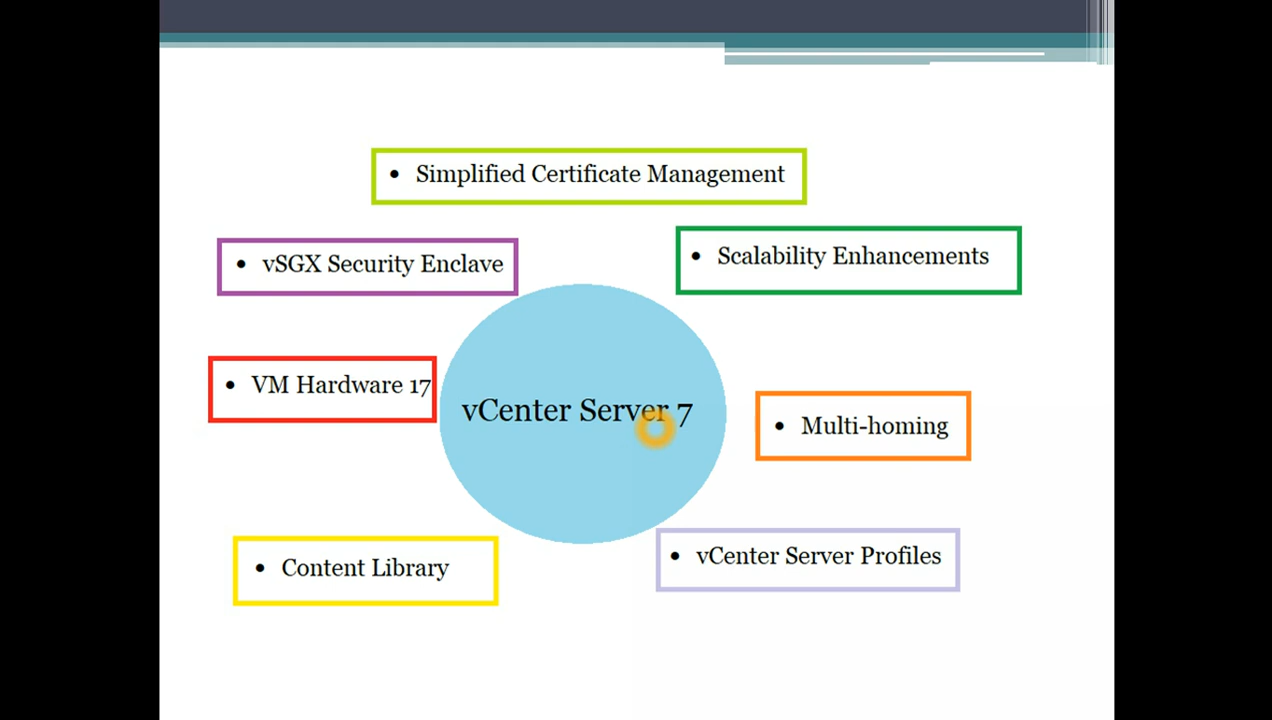 • Simplified Certificate Management
• vSGX Security Enclave
• Scalability Enhancements
• VM Hardware 17
vCenter Server 7
• Multi-homing
• Content Library
• vCenter Server Profiles